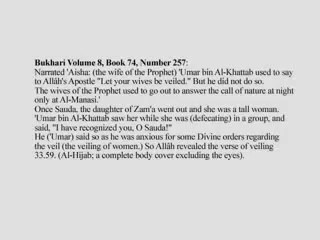 Bukhari Volume 8, Book 74, Number 257:
Narrated 'Aisha: (the wife of the Prophet) 'Umar bin Al-Khattab used to say
to Allâh's Apostle "Let your wives be veiled." But he did not do so.
The wives of the Prophet used to go out to answer the call of nature at night
only at Al-Manasi.'
Once Sauda, the daughter of Zam'a went out and she was a tall woman.
'Umar bin Al-Khattab saw her while she was (defecating) in a group, and
said, "I have recognized you, O Sauda!"
He ('Umar) said so as he was anxious for some Divine orders regarding
the veil (the veiling of women.) So Allâh revealed the verse of veiling
33.59. (Al-Hijab; a complete body cover excluding the eyes).